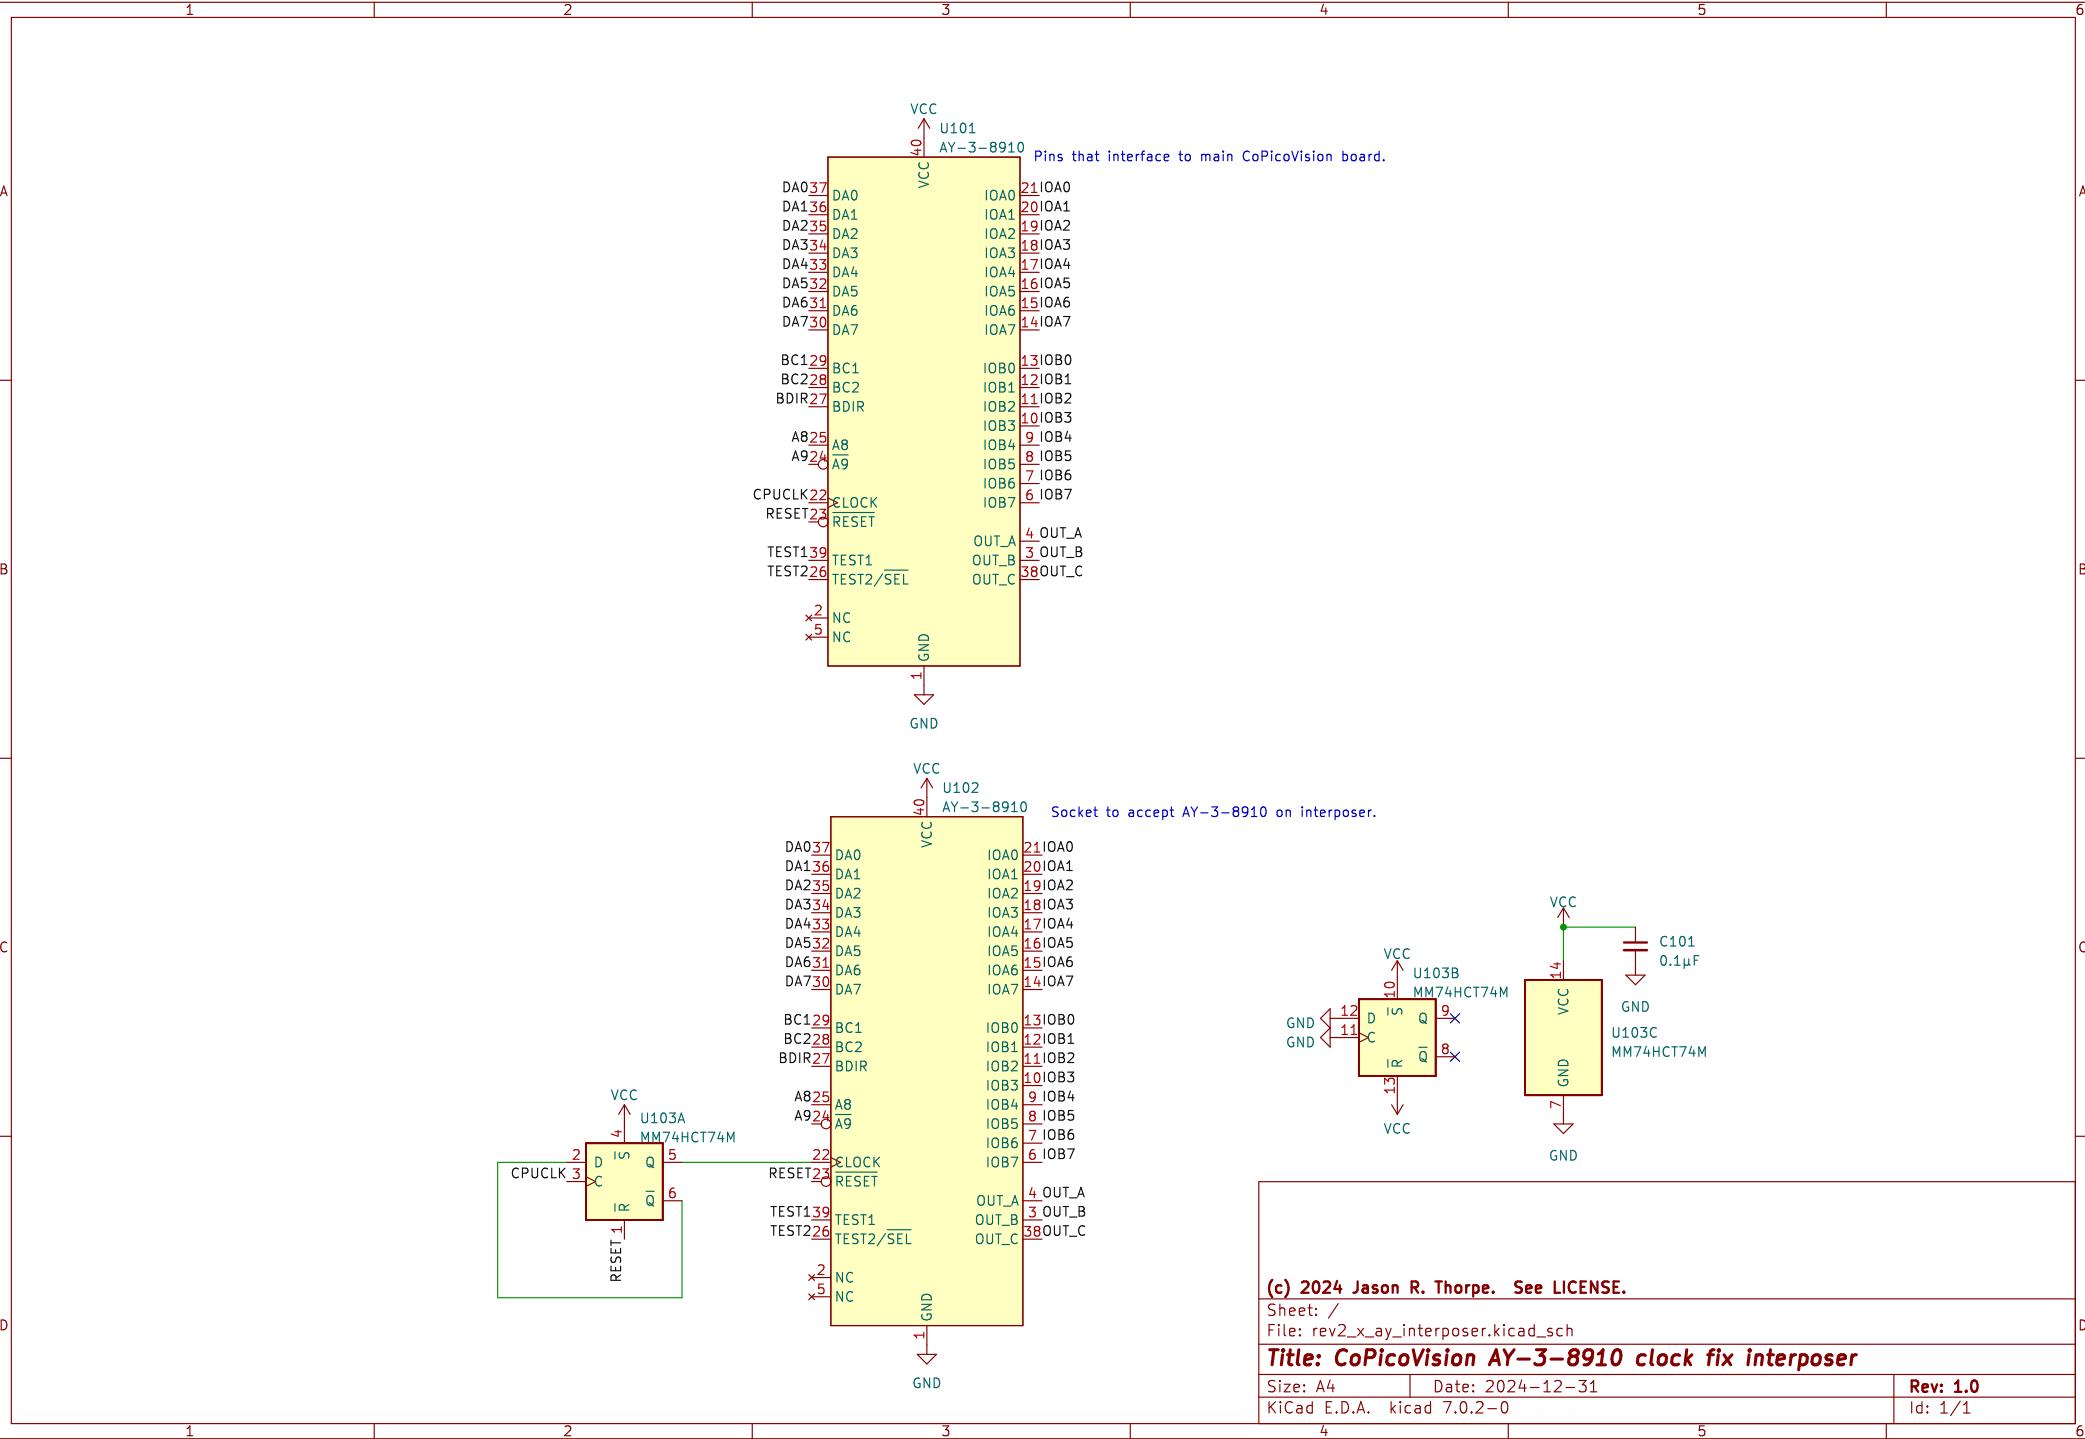 1 2 3 4 5 6
A A
B B
C C
D D
VCC
U101
AY-3-8910
Pins that interface to main CoPicoVision board.
40
VCC
DA0 37 DA0 IOA0 21 IOA0
DA1 36 DA1 IOA1 20 IOA1
DA2 35 DA2 IOA2 19 IOA2
DA3 34 DA3 IOA3 18 IOA3
DA4 33 DA4 IOA4 17 IOA4
DA5 32 DA5 IOA5 16 IOA5
DA6 31 DA6 IOA6 15 IOA6
DA7 30 DA7 IOA7 14 IOA7
BC1 29 BC1 IOB0 13 IOB0
BC2 28 BC2 IOB1 12 IOB1
BDIR 27 BDIR IOB2 11 IOB2
IOB3 10 IOB3
A8 25 A8 IOB4 9 IOB4
A9 24 A9 IOB5 8 IOB5
IOB6 7 IOB6
CPUCLK 22 CLOCK IOB7 6 IOB7
RESET 23 RESET
OUT_A 4 OUT_A
TEST1 39 TEST1 OUT_B 3 OUT_B
TEST2 26 TEST2/SEL OUT_C 38 OUT_C
2 NC
5 NC
GND
1
GND
VCC
U102
AY-3-8910
Socket to accept AY-3-8910 on interposer.
40
VCC
DA0 37 DA0 IOA0 21 IOA0
DA1 36 DA1 IOA1 20 IOA1
DA2 35 DA2 IOA2 19 IOA2
DA3 34 DA3 IOA3 18 IOA3
DA4 33 DA4 IOA4 17 IOA4
DA5 32 DA5 IOA5 16 IOA5
DA6 31 DA6 IOA6 15 IOA6
DA7 30 DA7 IOA7 14 IOA7
BC1 29 BC1 IOB0 13 IOB0
BC2 28 BC2 IOB1 12 IOB1
BDIR 27 BDIR IOB2 11 IOB2
IOB3 10 IOB3
A8 25 A8 IOB4 9 IOB4
A9 24 A9 IOB5 8 IOB5
IOB6 7 IOB6
22 CLOCK IOB7 6 IOB7
RESET 23 RESET
OUT_A 4 OUT_A
TEST1 39 TEST1 OUT_B 3 OUT_B
TEST2 26 TEST2/SEL OUT_C 38 OUT_C
2 NC
5 NC
GND
1
GND
VCC
U103A
MM74HCT74M
4
S
2 D Q 5
CPUCLK 3 C
Q 6
R
1
RESET
VCC
U103B
MM74HCT74M
10
S
GND 12 D Q 9
GND 11 C
Q 8
R
13
VCC
VCC
C101
0.1µF
GND
14
VCC
U103C
MM74HCT74M
GND
7
GND
(c) 2024 Jason R. Thorpe.  See LICENSE.
Sheet: /
File: rev2_x_ay_interposer.kicad_sch
Title: CoPicoVision AY-3-8910 clock fix interposer
Size: A4 Date: 2024-12-31 Rev: 1.0
KiCad E.D.A.  kicad 7.0.2-0 Id: 1/1
1 2 3 4 5 6